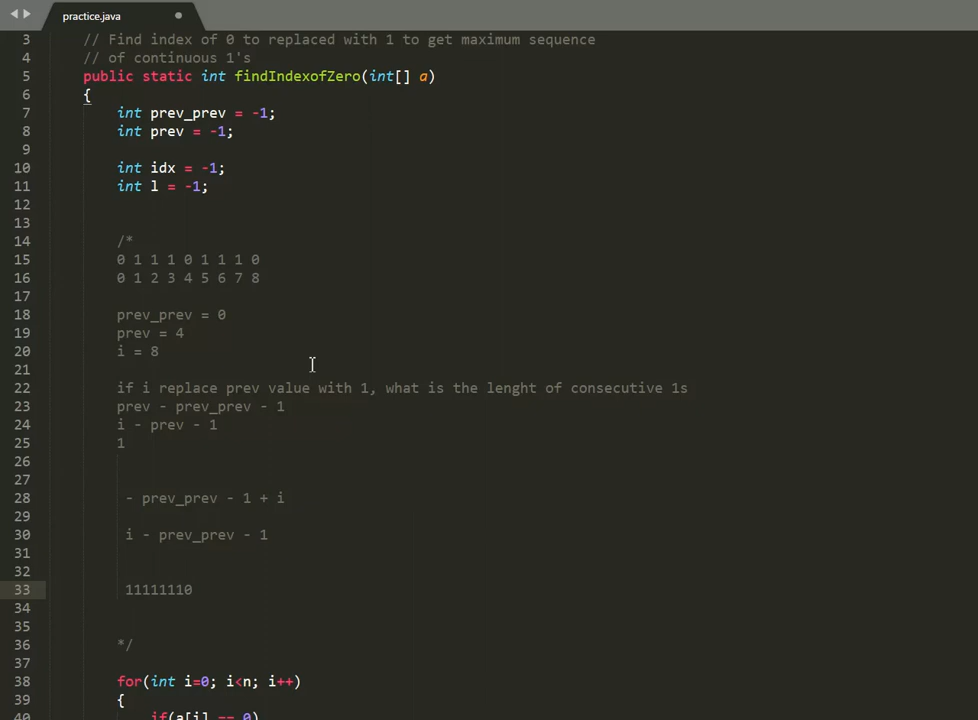 practice.java
3 // Find index of 0 to replaced with 1 to get maximum sequence
4 // of continuous 1's
5 public static int findIndexofZero(int[] a)
6 {
7 int prev_prev = -1;
8 int prev = -1;
9
10 int idx = -1;
11 int l = -1;
12
13
14 /*
15 0 1 1 1 0 1 1 1 0
16 0 1 2 3 4 5 6 7 8
17
18 prev_prev = 0
19 prev = 4
20 i = 8
21
22 if i replace prev value with 1, what is the lenght of consecutive 1s
23 prev - prev_prev - 1
24 i - prev - 1
25 1
26
27
28 - prev_prev - 1 + i
29
30 i - prev_prev - 1
31
32
33 11111110
34
35
36 */
37
38 for(int i=0; i<n; i++)
39 {
40 if(a[i] == 0)